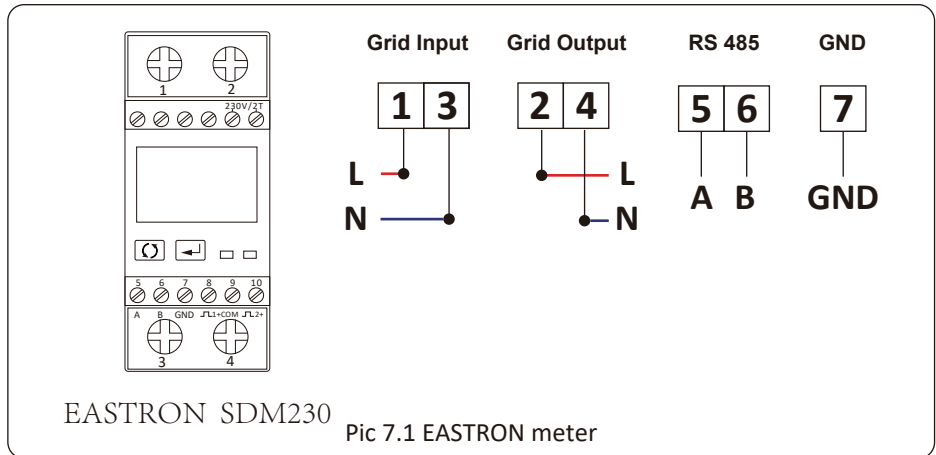 1 2
230V/2T
5 6 7 8 9 10
A B GND 1+COM 2+
3 4
EASTRON SDM230
Grid Input Grid Output RS 485 GND
1 3 2 4 5 6 7
L L
N N
A B GND
Pic 7.1 EASTRON meter